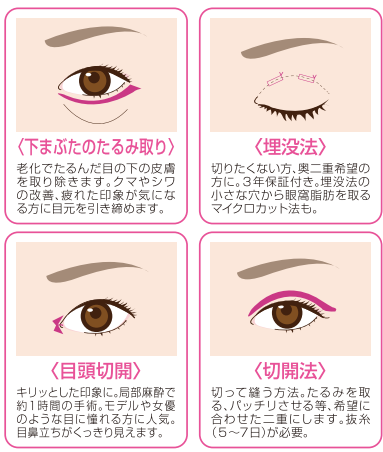 〈下まぶたのたるみ取り〉
老化でたるんだ目の下の皮膚
を取り除きます。クマやシワ
の改善、疲れた印象が気にな
る方に目元を引き締めます。
〈埋没法〉
切りたくない方、奥二重希望の
方に。3年保証付き。埋没法の
小さな穴から眼窩脂肪を取る
マイクロカット法も。
〈目頭切開〉
キリッとした印象に。局部麻酔で
約1時間の手術。モデルや女優
のような目に憧れる方に人気。
目鼻立ちがくっきり見えます。
〈切開法〉
切って縫う方法。たるみを取
る、パッチリさせる等、希望に
合わせた二重にします。抜糸
(5〜7日)が必要。